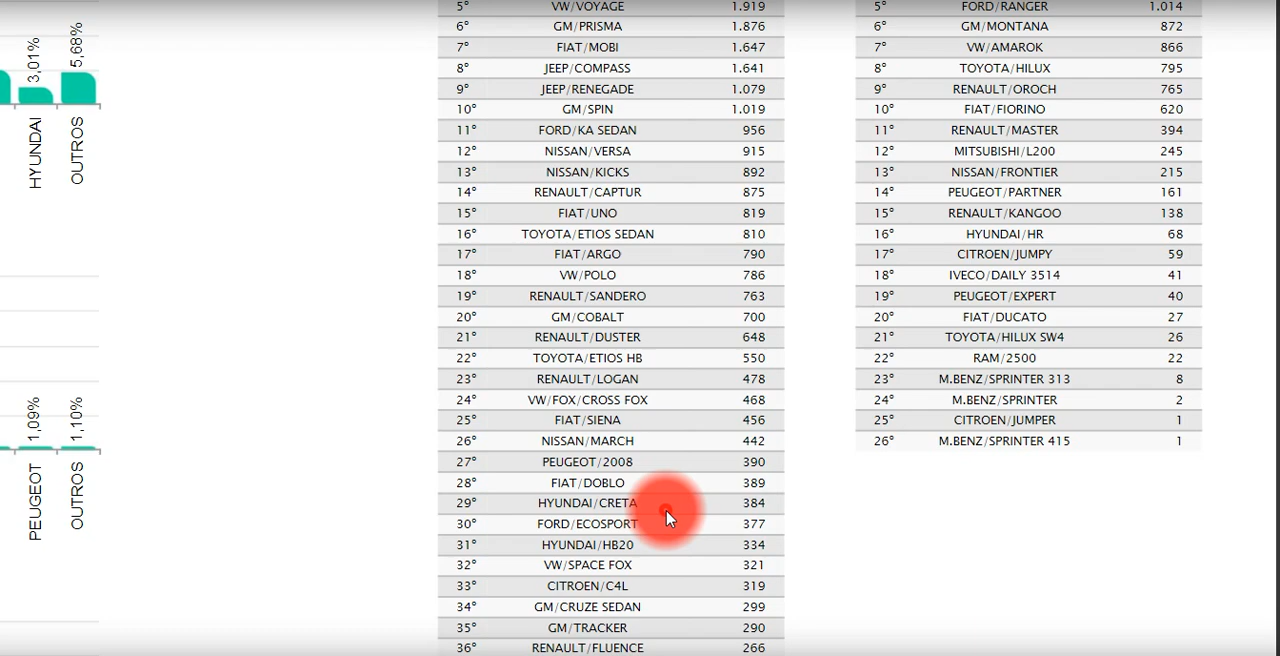 3,01%
5,68%
HYUNDAI
OUTROS
1,09%
1,10%
PEUGEOT
OUTROS
5° VW/VOYAGE 1.919
6° GM/PRISMA 1.876
7° FIAT/MOBI 1.647
8° JEEP/COMPASS 1.641
9° JEEP/RENEGADE 1.079
10° GM/SPIN 1.019
11° FORD/KA SEDAN 956
12° NISSAN/VERSA 915
13° NISSAN/KICKS 892
14° RENAULT/CAPTUR 875
15° FIAT/UNO 819
16° TOYOTA/ETIOS SEDAN 810
17° FIAT/ARGO 790
18° VW/POLO 786
19° RENAULT/SANDERO 763
20° GM/COBALT 700
21° RENAULT/DUSTER 648
22° TOYOTA/ETIOS HB 550
23° RENAULT/LOGAN 478
24° VW/FOX/CROSS FOX 468
25° FIAT/SIENA 456
26° NISSAN/MARCH 442
27° PEUGEOT/2008 390
28° FIAT/DOBLO 389
29° HYUNDAI/CRETA 384
30° FORD/ECOSPORT 377
31° HYUNDAI/HB20 334
32° VW/SPACE FOX 321
33° CITROEN/C4L 319
34° GM/CRUZE SEDAN 299
35° GM/TRACKER 290
36° RENAULT/FLUENCE 266
5° FORD/RANGER 1.014
6° GM/MONTANA 872
7° VW/AMAROK 866
8° TOYOTA/HILUX 795
9° RENAULT/OROCH 765
10° FIAT/FIORINO 620
11° RENAULT/MASTER 394
12° MITSUBISHI/L200 245
13° NISSAN/FRONTIER 215
14° PEUGEOT/PARTNER 161
15° RENAULT/KANGOO 138
16° HYUNDAI/HR 68
17° CITROEN/JUMPY 59
18° IVECO/DAILY 3514 41
19° PEUGEOT/EXPERT 40
20° FIAT/DUCATO 27
21° TOYOTA/HILUX SW4 26
22° RAM/2500 22
23° M.BENZ/SPRINTER 313 8
24° M.BENZ/SPRINTER 2
25° CITROEN/JUMPER 1
26° M.BENZ/SPRINTER 415 1